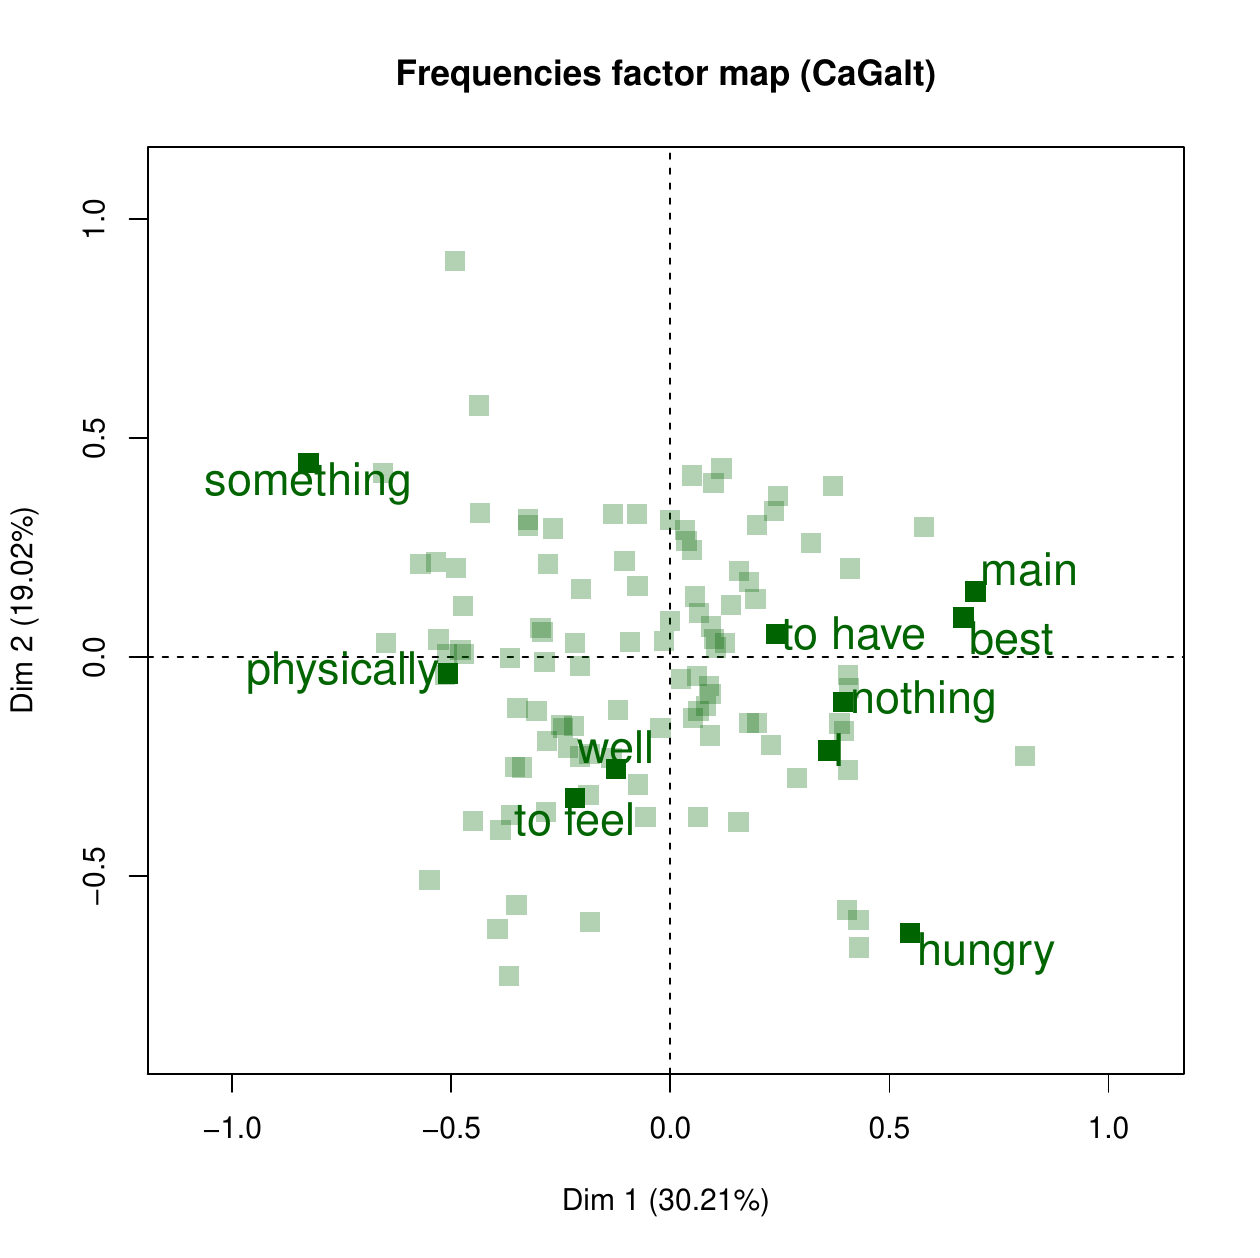 Frequencies factor map (CaGalt)
1.0
0.5
0.0
−0.5
Dim 2 (19.02%)
something
main
best
to have
physically
nothing
I
well
to feel
hungry
−1.0 −0.5 0.0 0.5 1.0
Dim 1 (30.21%)